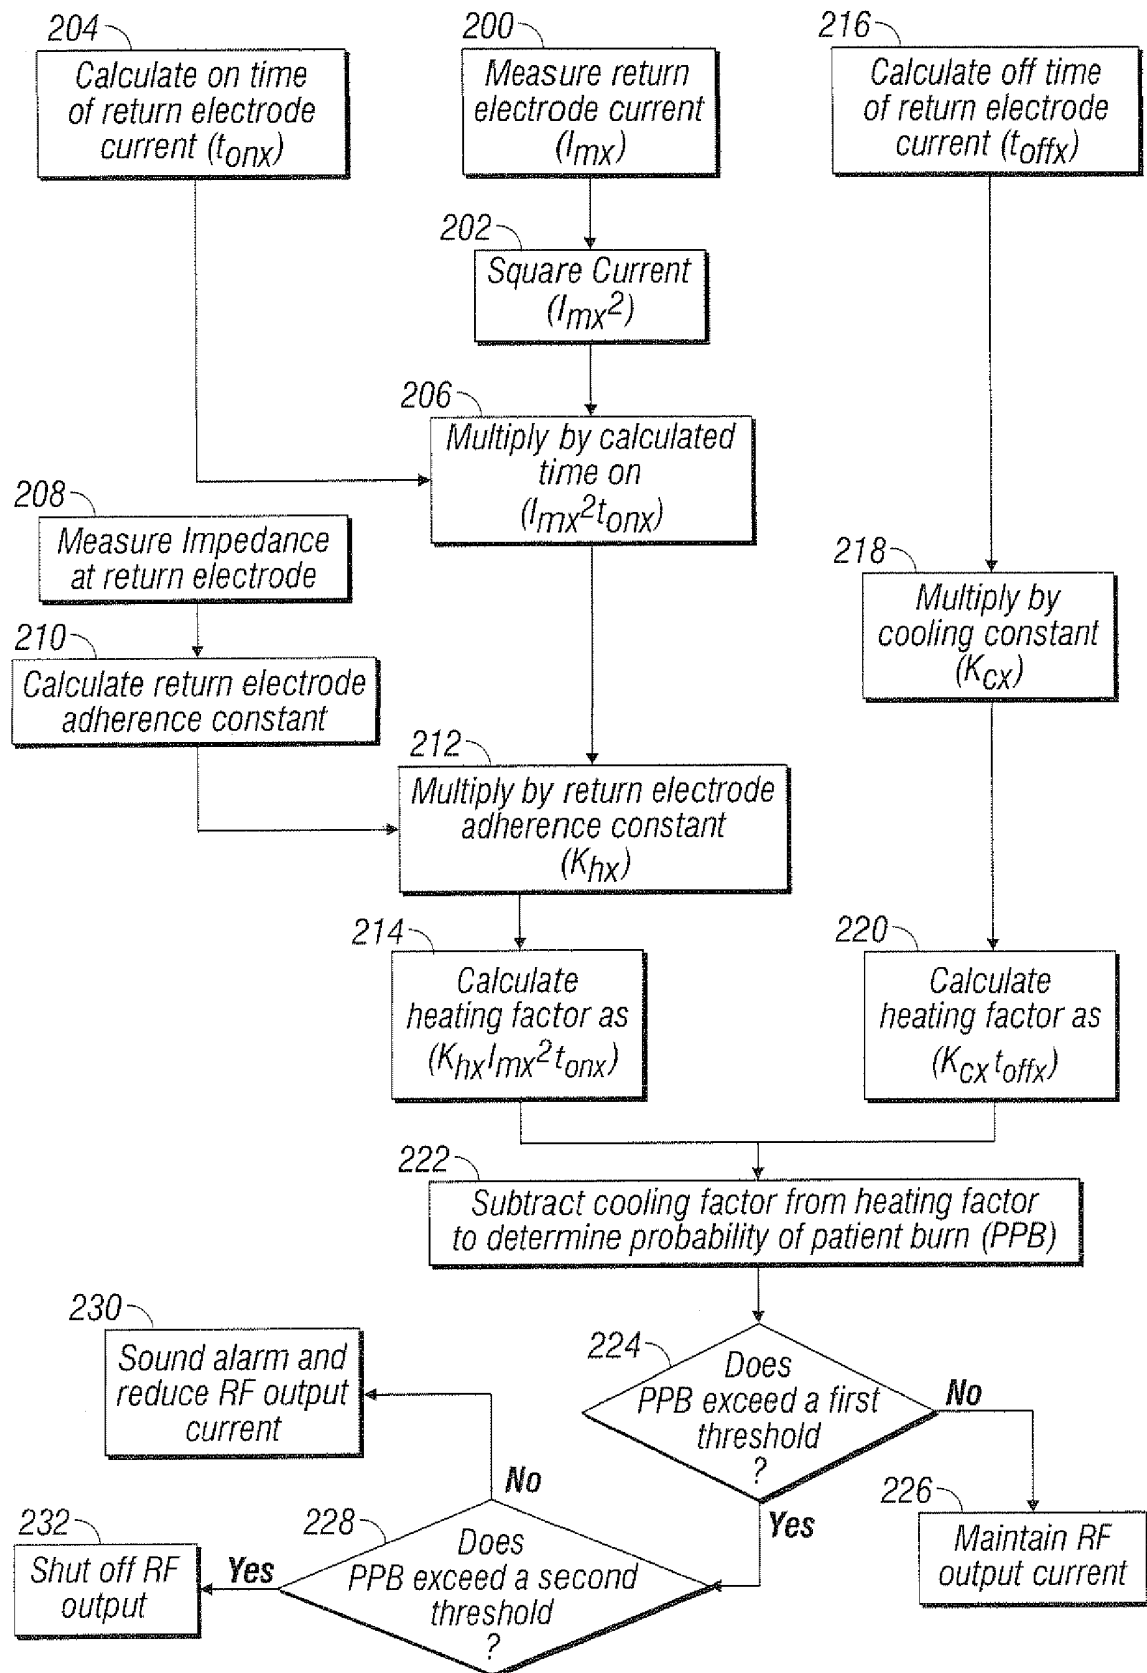 204
Calculate on time
of return electrode
current (tonx)
200
Measure return
electrode current
(Imx)
216
Calculate off time
of return electrode
current (toffx)
202
Square Current
(Imx²)
206
Multiply by calculated
time on
(Imx²tonx)
208
Measure Impedance
at return electrode
218
Multiply by
cooling constant
(Kcx)
210
Calculate return electrode
adherence constant
212
Multiply by return electrode
adherence constant
(Khx)
214
Calculate
heating factor as
(KhxImx²tonx)
220
Calculate
heating factor as
(Kcxtoffx)
222
Subtract cooling factor from heating factor
to determine probability of patient burn (PPB)
230
Sound alarm and
reduce RF output
current
224
Does
PPB exceed a first
threshold
?
No
Yes
226
Maintain RF
output current
No
228
Does
PPB exceed a second
threshold
?
Yes
232
Shut off RF
output